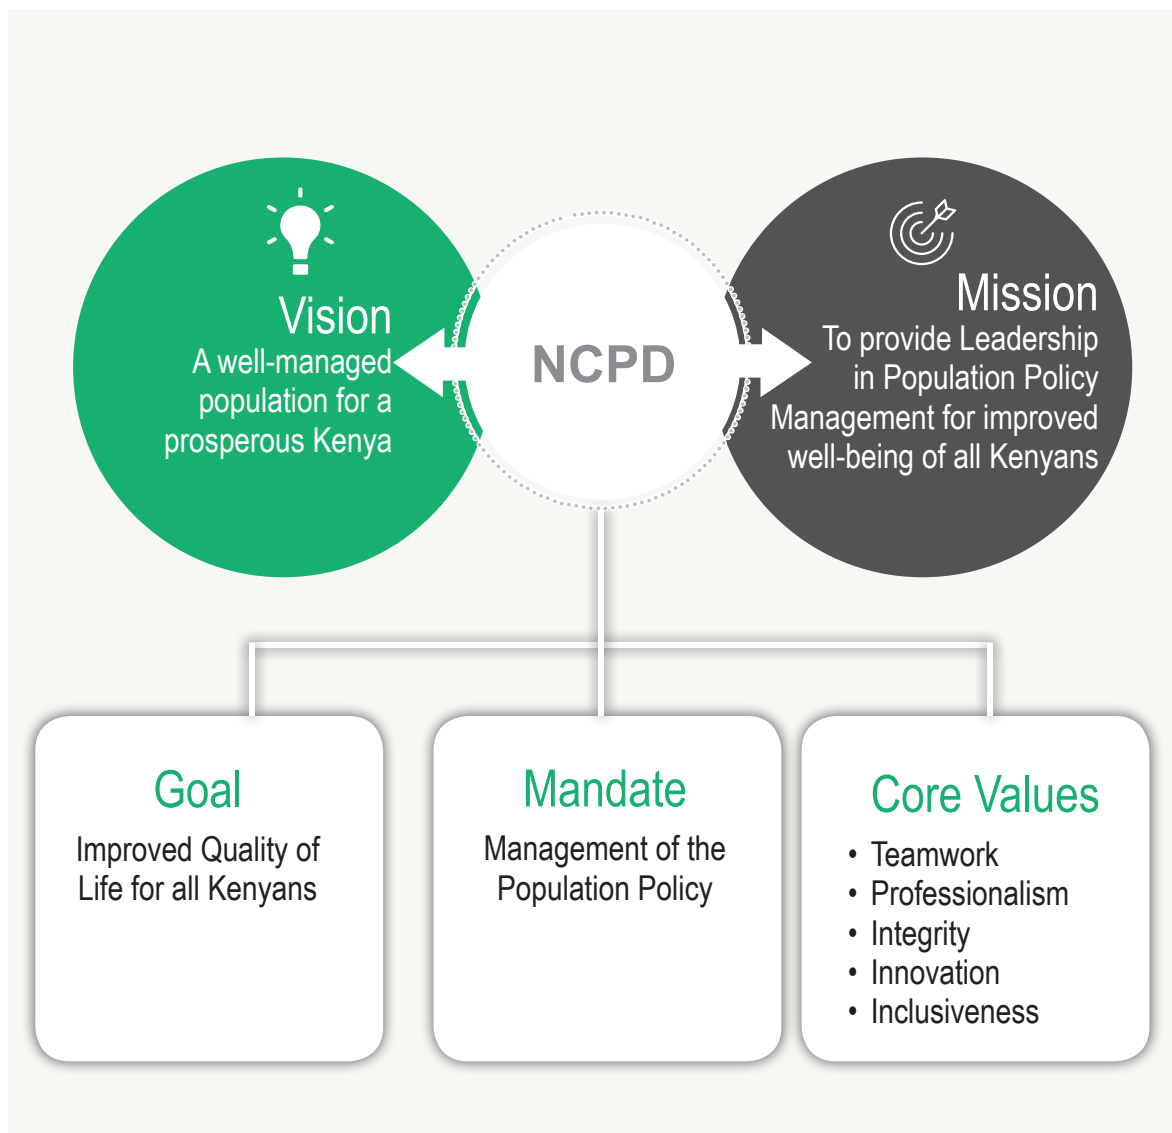 Vision
A well-managed
population for a
prosperous Kenya
NCPD
Mission
To provide Leadership
in Population Policy
Management for improved
well-being of all Kenyans
Goal
Improved Quality of
Life for all Kenyans
Mandate
Management of the
Population Policy
Core Values
• Teamwork
• Professionalism
• Integrity
• Innovation
• Inclusiveness